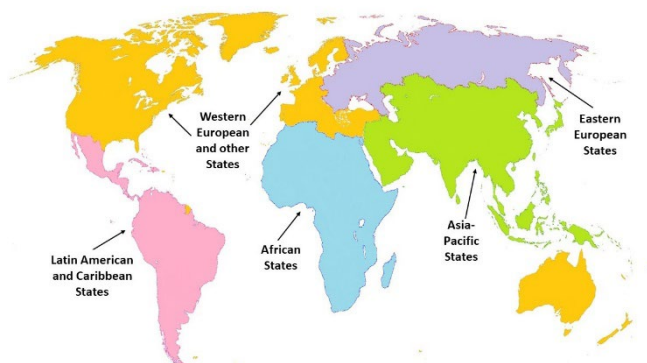 Western
European
and other
States
Eastern
European
States
Latin American
and Caribbean
States
African
States
Asia-
Pacific
States